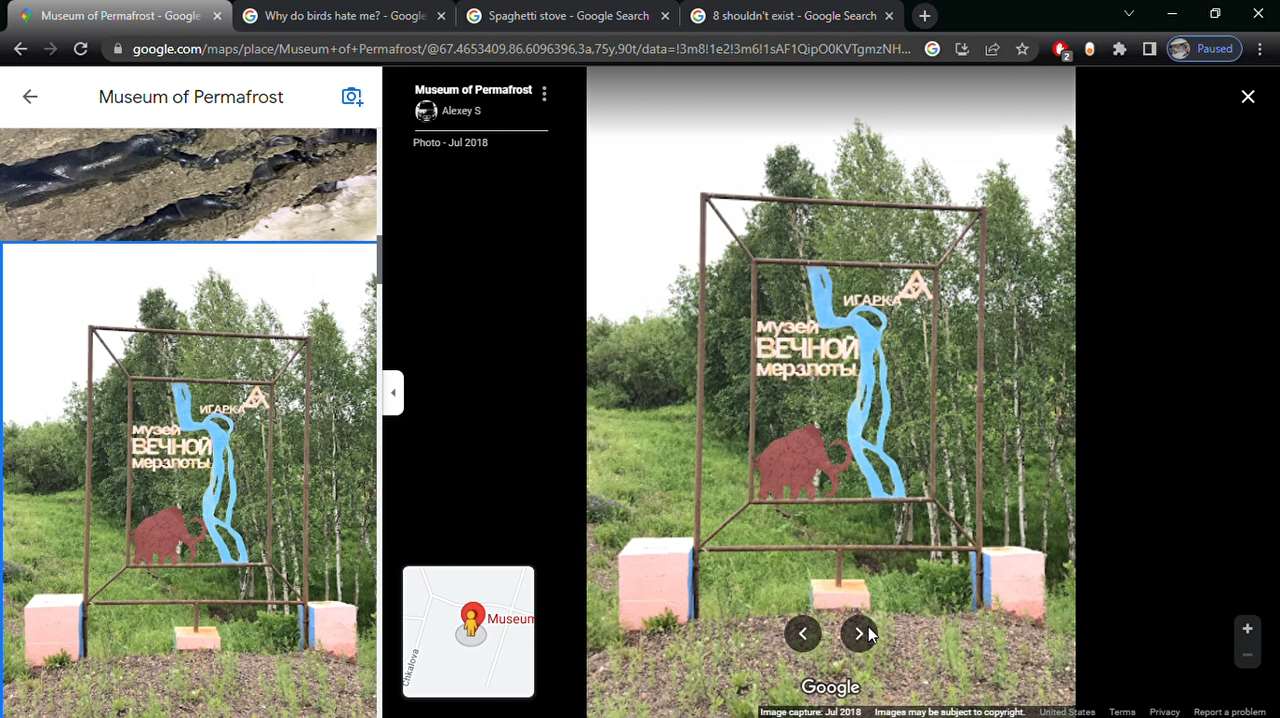 Museum of Permafrost - Google
Why do birds hate me? - Google
Spaghetti stove - Google Search
8 shouldn't exist - Google Search
google.com/maps/place/Museum+of+Permafrost/@67.4653409,86.6096396,3a,75y,90t/data=!3m8!1e2!3m6!1sAF1QipO0KVTgmzNH...
2
Paused
Museum of Permafrost
Museum of Permafrost
Alexey S
Photo - Jul 2018
ИГАРКА
музей
ВЕЧНОЙ
мерзлоты
ИГАРКА
музей
ВЕЧНОЙ
мерзлоты
Museum
Chkalova
Google
Image capture: Jul 2018 Images may be subject to copyright. United States Terms Privacy Report a problem